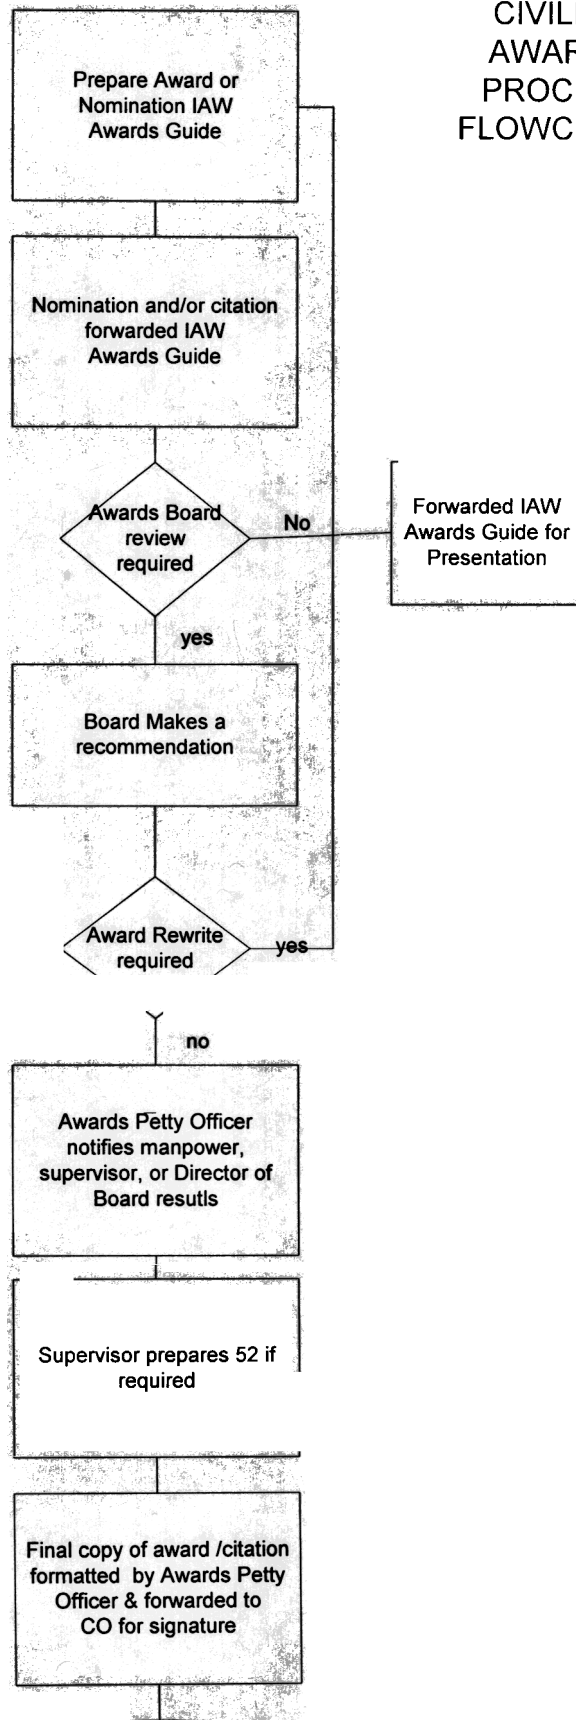 CIVILI
AWAR
PROC
FLOWC
Prepare Award or
Nomination IAW
Awards Guide
Nomination and/or citation
forwarded IAW
Awards Guide
Awards Board
review
required
No
Forwarded IAW
Awards Guide for
Presentation
yes
Board Makes a
recommendation
Award Rewrite
required
yes
no
Awards Petty Officer
notifies manpower,
supervisor, or Director of
Board resutls
Supervisor prepares 52 if
required
Final copy of award /citation
formatted by Awards Petty
Officer & forwarded to
CO for signature